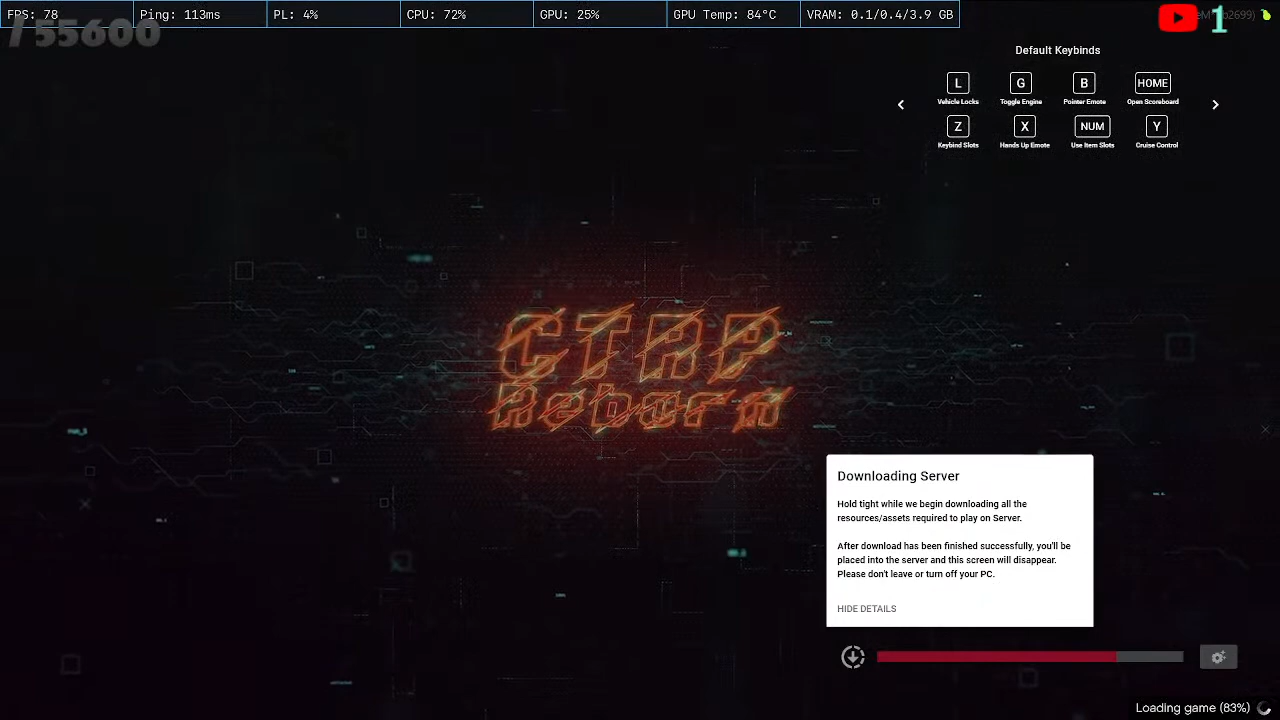 FPS: 78 Ping: 113ms PL: 4% CPU: 72% GPU: 25% GPU Temp: 84°C VRAM: 0.1/0.4/3.9 GB
/ 55600
1
Default Keybinds
L G B HOME
Vehicle Locks Toggle Engine Pointer Emote Open Scoreboard
Z X NUM Y
Keybind Slots Hands Up Emote Use Item Slots Cruise Control
CTRP
Reborn
Downloading Server
Hold tight while we begin downloading all the
resources/assets required to play on Server.
After download has been finished successfully, you'll be
placed into the server and this screen will disappear.
Please don't leave or turn off your PC.
HIDE DETAILS
Loading game (83%)